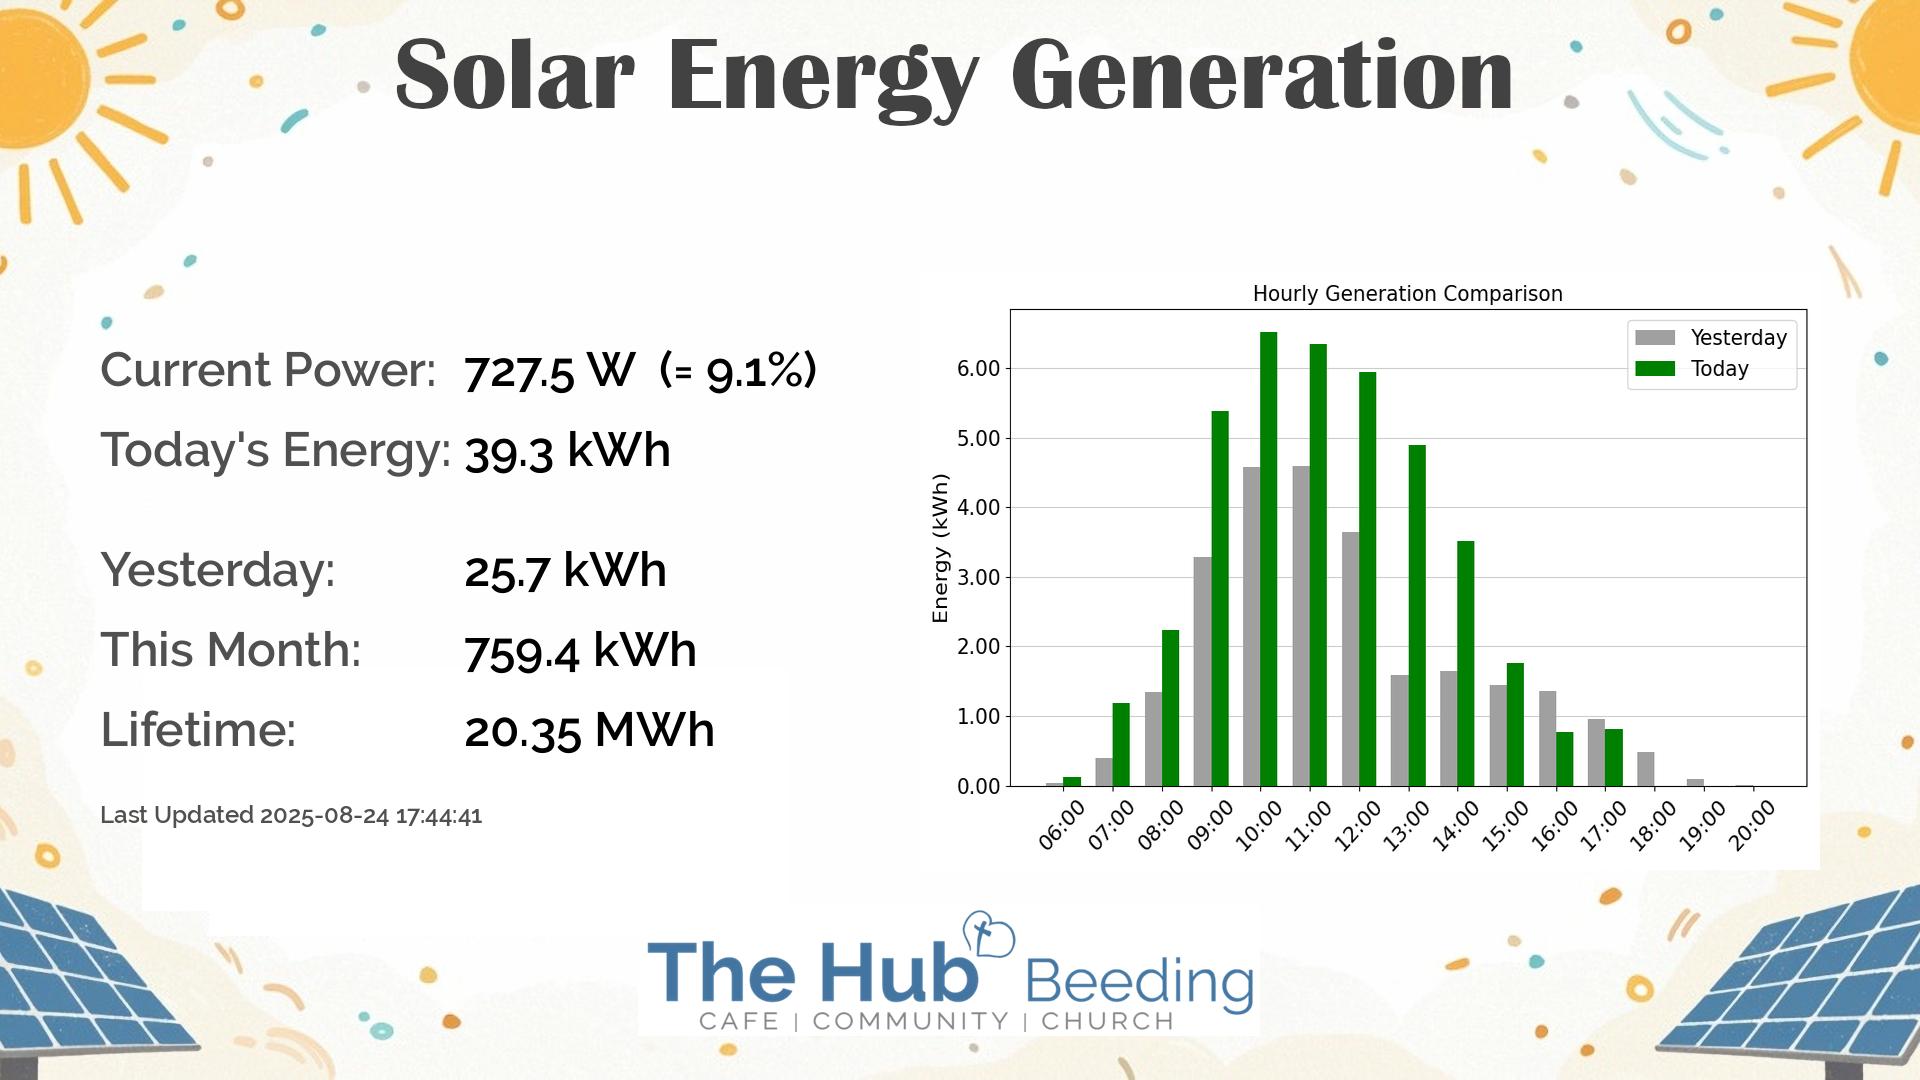 Solar Energy Generation
Current Power: 727.5 W (= 9.1%)
Today's Energy: 39.3 kWh
Yesterday: 25.7 kWh
This Month: 759.4 kWh
Lifetime: 20.35 MWh
Last Updated 2025-08-24 17:44:41
Hourly Generation Comparison
Yesterday
Today
Energy (kWh)
6.00
5.00
4.00
3.00
2.00
1.00
0.00
06:00 07:00 08:00 09:00 10:00 11:00 12:00 13:00 14:00 15:00 16:00 17:00 18:00 19:00 20:00
The Hub Beeding
CAFE | COMMUNITY | CHURCH